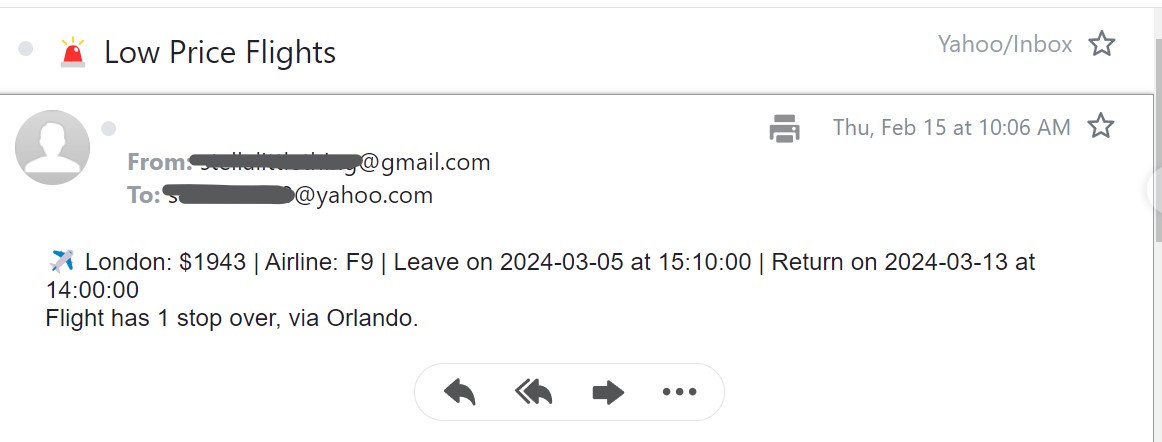 🚨 Low Price Flights
Yahoo/Inbox
Thu, Feb 15 at 10:06 AM
From: @gmail.com
To: s @yahoo.com
✈️ London: $1943 | Airline: F9 | Leave on 2024-03-05 at 15:10:00 | Return on 2024-03-13 at
14:00:00
Flight has 1 stop over, via Orlando.